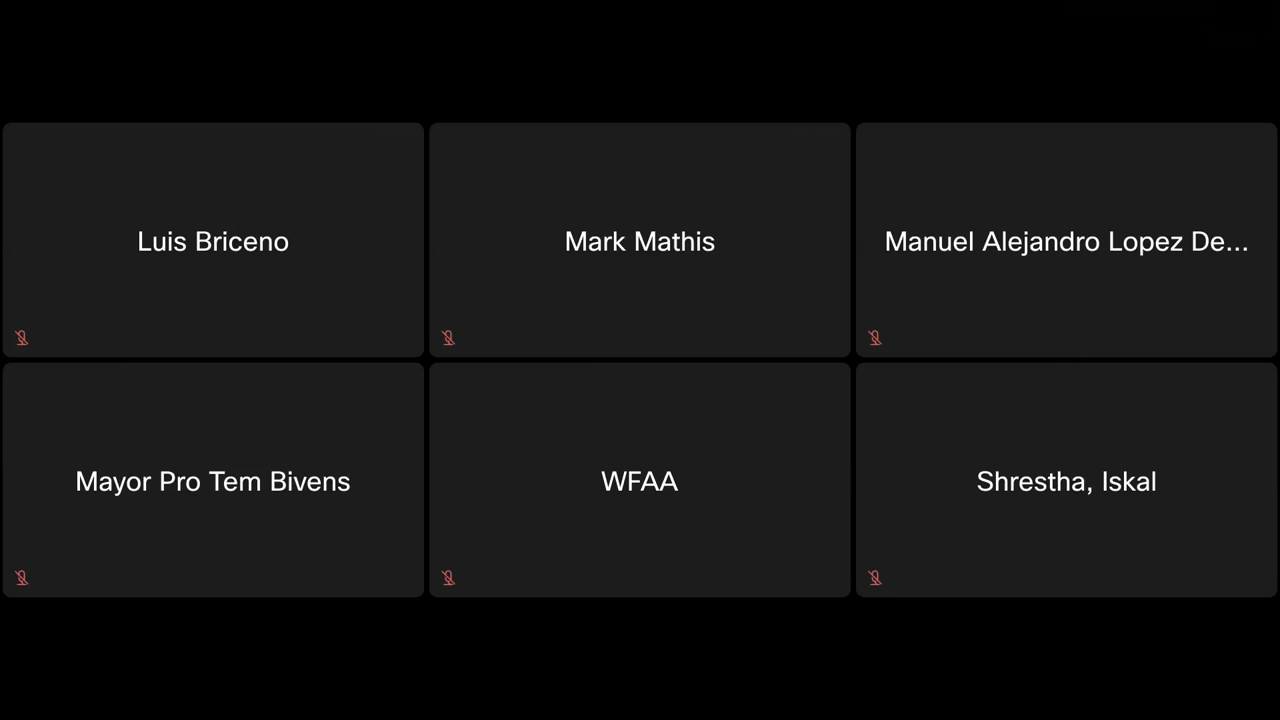 Luis Briceno
Mark Mathis
Manuel Alejandro Lopez De...
Mayor Pro Tem Bivens
WFAA
Shrestha, Iskal